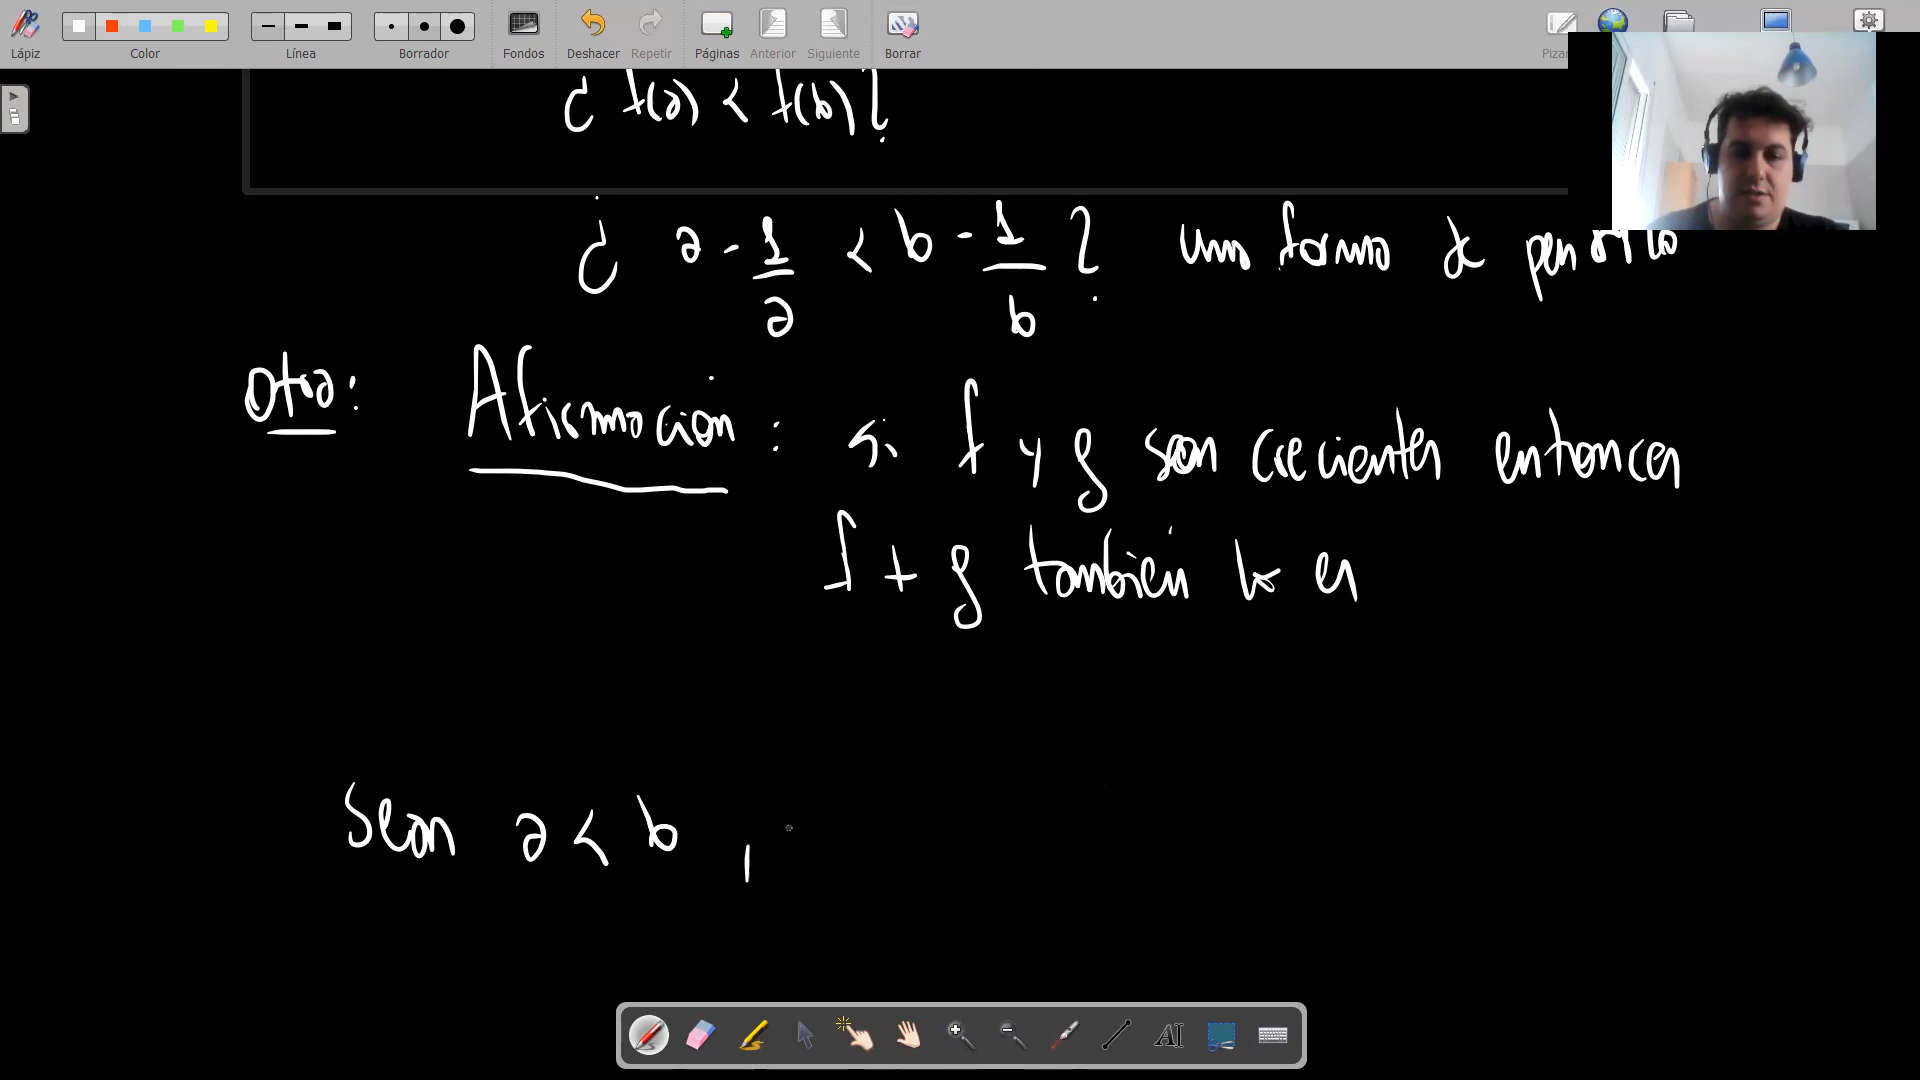 Lápiz Color Línea Borrador Fondos Deshacer Repetir Páginas Anterior Siguiente Borrar
¿ f(a) < f(b)?
¿ a - 1/a < b - 1/b ? una forma de pensarlo
Otra: Afirmación: si f y g son crecientes entonces
f + g también lo es
Sean a < b ,
AI